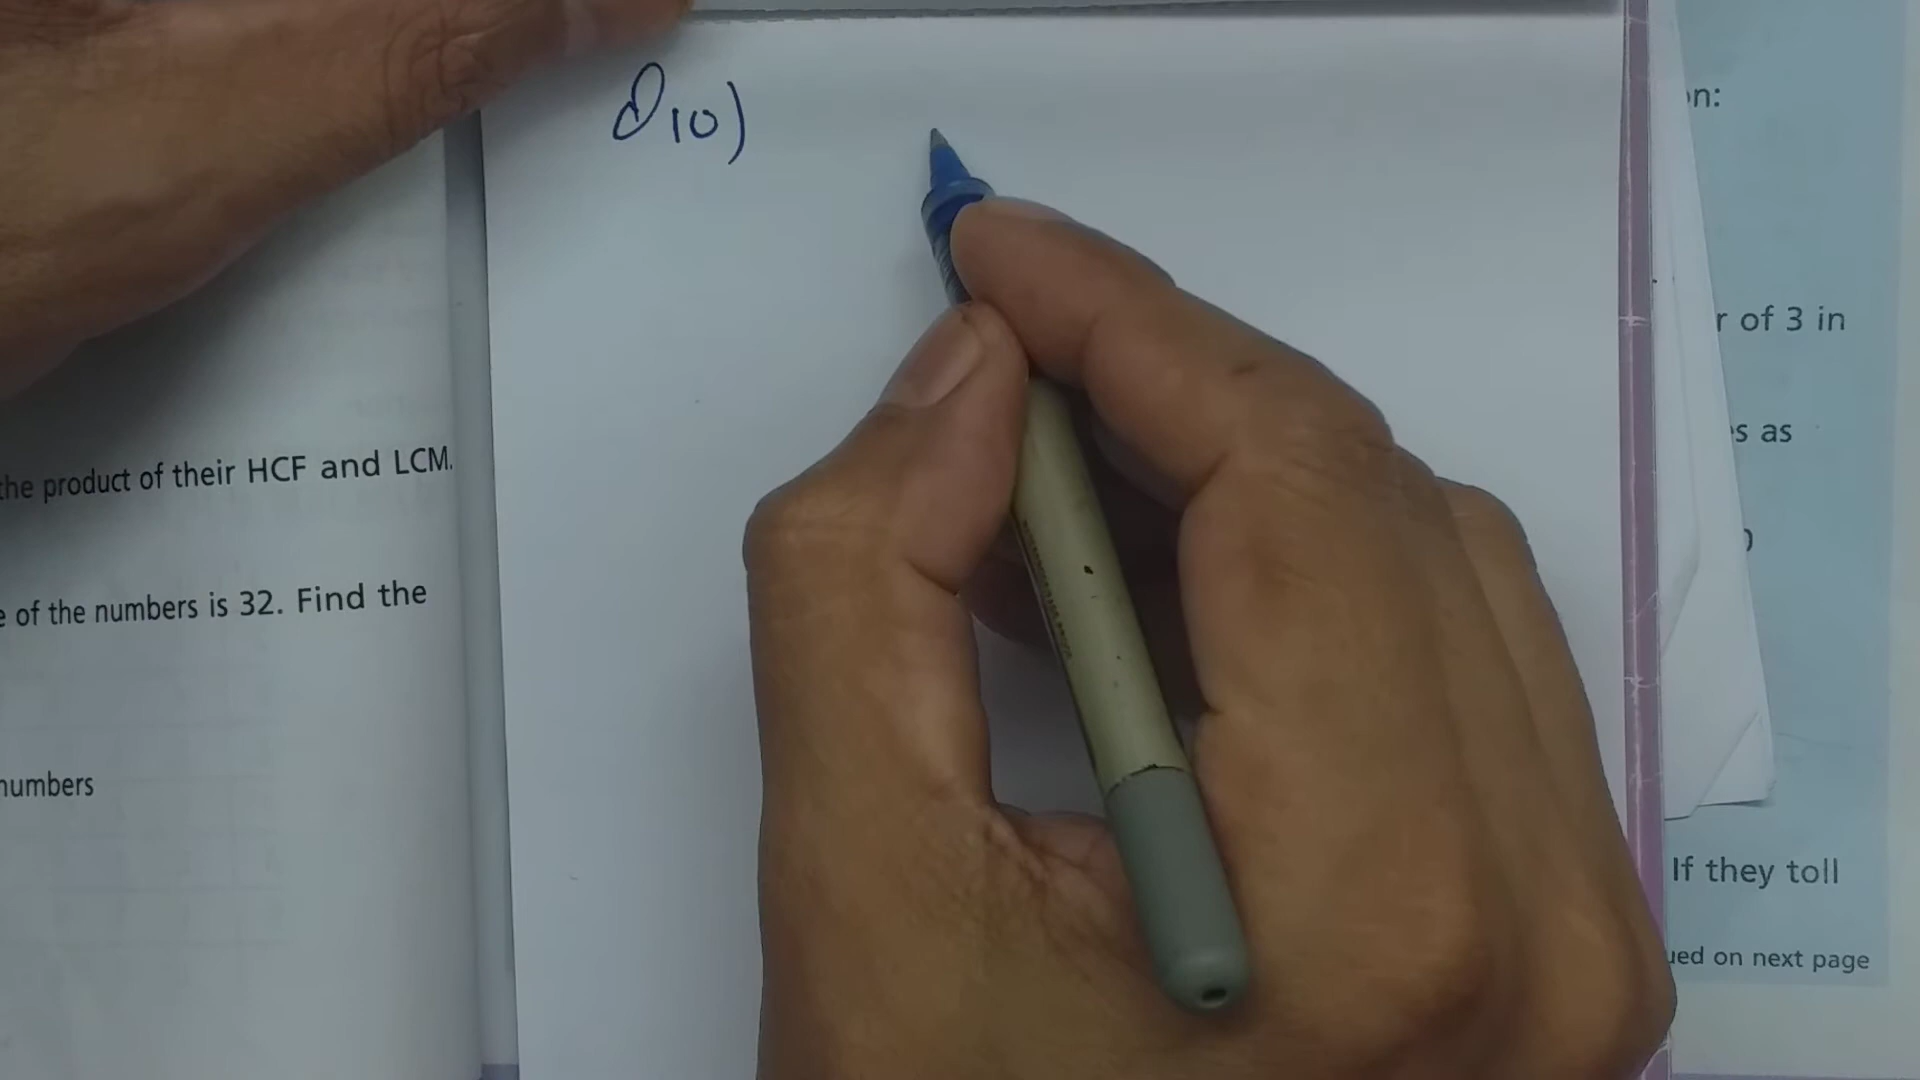 Q10)
the product of their HCF and LCM.
of the numbers is 32. Find the
numbers
n:
r of 3 in
s as
If they toll
ued on next page